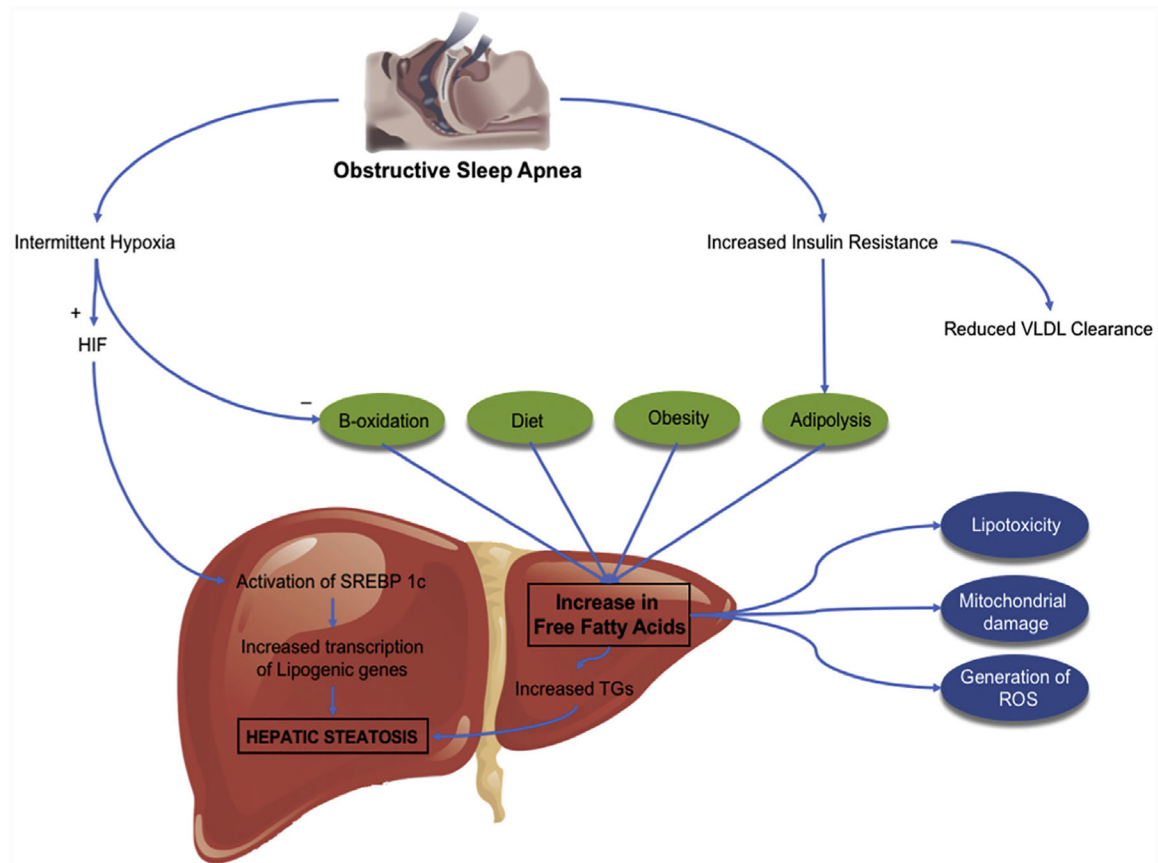 Obstructive Sleep Apnea
Intermittent Hypoxia
Increased Insulin Resistance
+
HIF
Reduced VLDL Clearance
–
B-oxidation
Diet
Obesity
Adipolysis
Lipotoxicity
Activation of SREBP 1c
Increase in
Free Fatty Acids
Mitochondrial
damage
Increased transcription
of Lipogenic genes
Increased TGs
Generation of
ROS
HEPATIC STEATOSIS